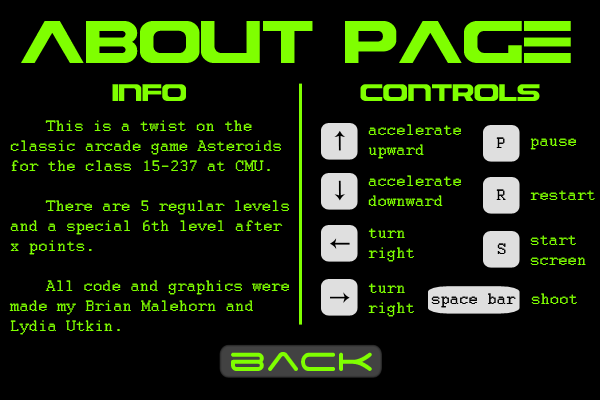 ABOUT PAGE
INFO
This is a twist on the
classic arcade game Asteroids
for the class 15-237 at CMU.
There are 5 regular levels
and a special 6th level after
x points.
All code and graphics were
made my Brian Malehorn and
Lydia Utkin.
CONTROLS
↑ accelerate
upward
↓ accelerate
downward
← turn
right
→ turn
right
P pause
R restart
S start
screen
space bar shoot
BACK